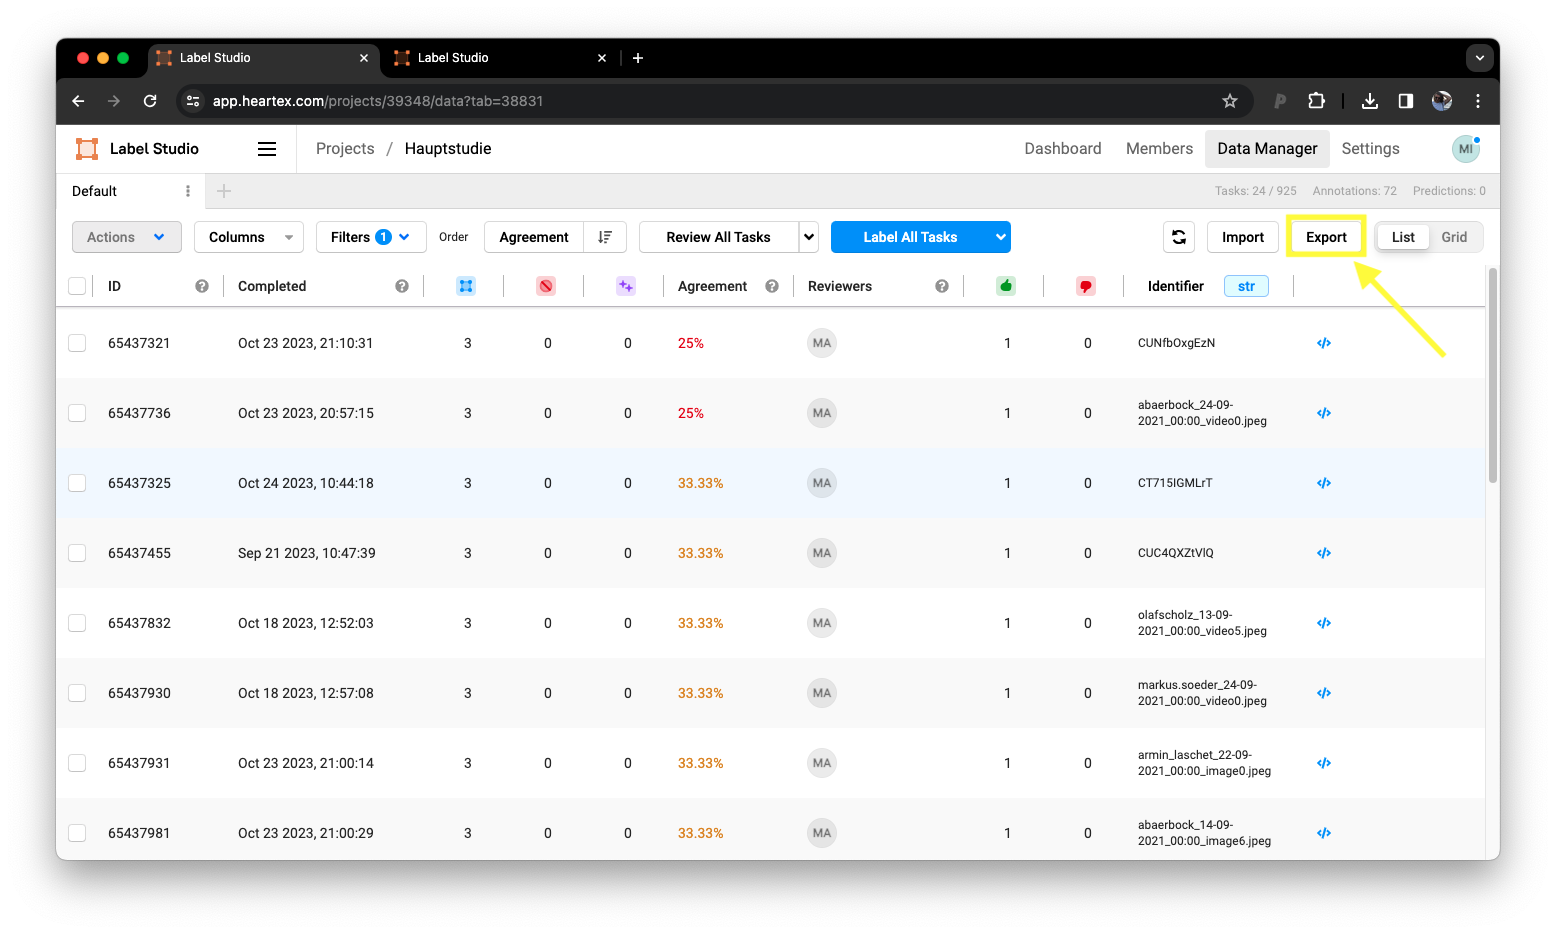 Label Studio
Label Studio
app.heartex.com/projects/39348/data?tab=38831
Label Studio
Projects / Hauptstudie
Dashboard Members Data Manager Settings MI
Default
Tasks: 24 / 925 Annotations: 72 Predictions: 0
Actions Columns Filters 1 Order Agreement Review All Tasks Label All Tasks Import Export List Grid
ID Completed Agreement Reviewers Identifier str
65437321 Oct 23 2023, 21:10:31 3 0 0 25% MA 1 0 CUNfbOxgEzN
65437736 Oct 23 2023, 20:57:15 3 0 0 25% MA 1 0 abaerbock_24-09-
2021_00:00_video0.jpeg
65437325 Oct 24 2023, 10:44:18 3 0 0 33.33% MA 1 0 CT715IGMLrT
65437455 Sep 21 2023, 10:47:39 3 0 0 33.33% MA 1 0 CUC4QXZtVlQ
65437832 Oct 18 2023, 12:52:03 3 0 0 33.33% MA 1 0 olafscholz_13-09-
2021_00:00_video5.jpeg
65437930 Oct 18 2023, 12:57:08 3 0 0 33.33% MA 1 0 markus.soeder_24-09-
2021_00:00_video0.jpeg
65437931 Oct 23 2023, 21:00:14 3 0 0 33.33% MA 1 0 armin_laschet_22-09-
2021_00:00_image0.jpeg
65437981 Oct 23 2023, 21:00:29 3 0 0 33.33% MA 1 0 abaerbock_14-09-
2021_00:00_image6.jpeg